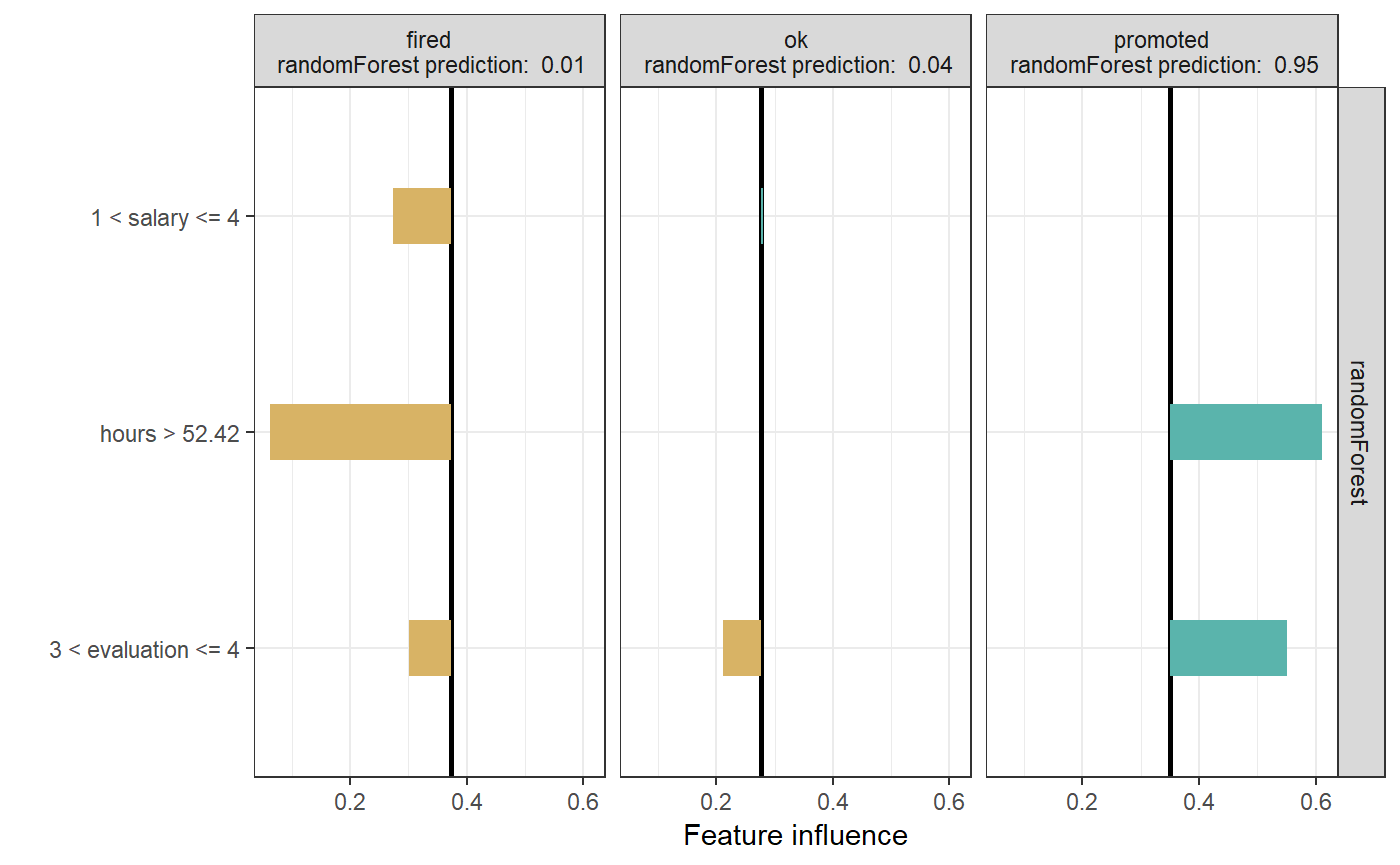 fired
randomForest prediction:  0.01
ok
randomForest prediction:  0.04
promoted
randomForest prediction:  0.95
1 < salary <= 4
hours > 52.42
3 < evaluation <= 4
randomForest
0.2 0.4 0.6
0.2 0.4 0.6
0.2 0.4 0.6
Feature influence